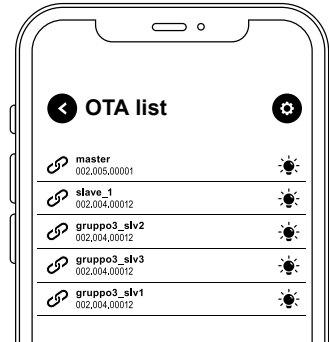 OTA list
master
002.005.00001
slave_1
002.004.00012
gruppo3_slv2
002,004,00012
gruppo3_slv3
002.004.00012
gruppo3_slv1
002,004,00012